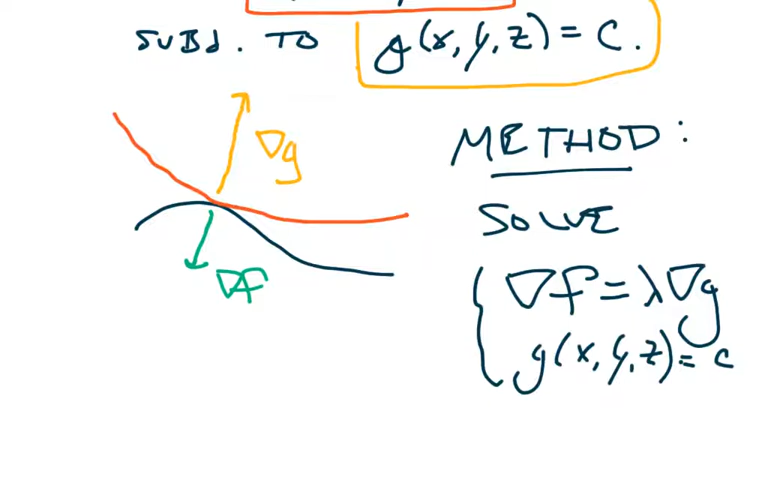 SUBJ. TO g(x, y, z) = c.
∇g
METHOD:
SOLVE
∇f
∇f = λ∇g
g(x, y, z) = c